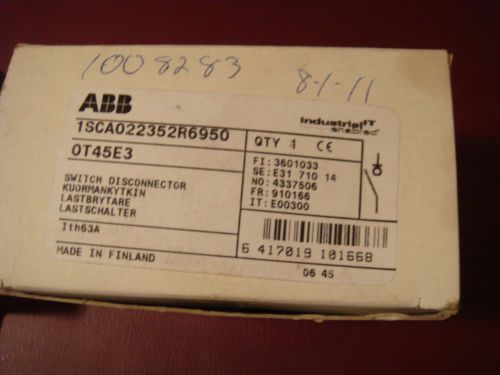 1008283 8-1-11
ABB
Industrial IT
enabled
1SCA022352R6950
QTY 1 CE
OT45E3
FI: 3601033
SE: E31 710 14
NO: 4337506
FR: 910166
IT: E00300
SWITCH DISCONNECTOR
KUORMANKYTKIN
LASTBRYTARE
LASTSCHALTER
Ith63A
6 417019 101668
MADE IN FINLAND
06 45